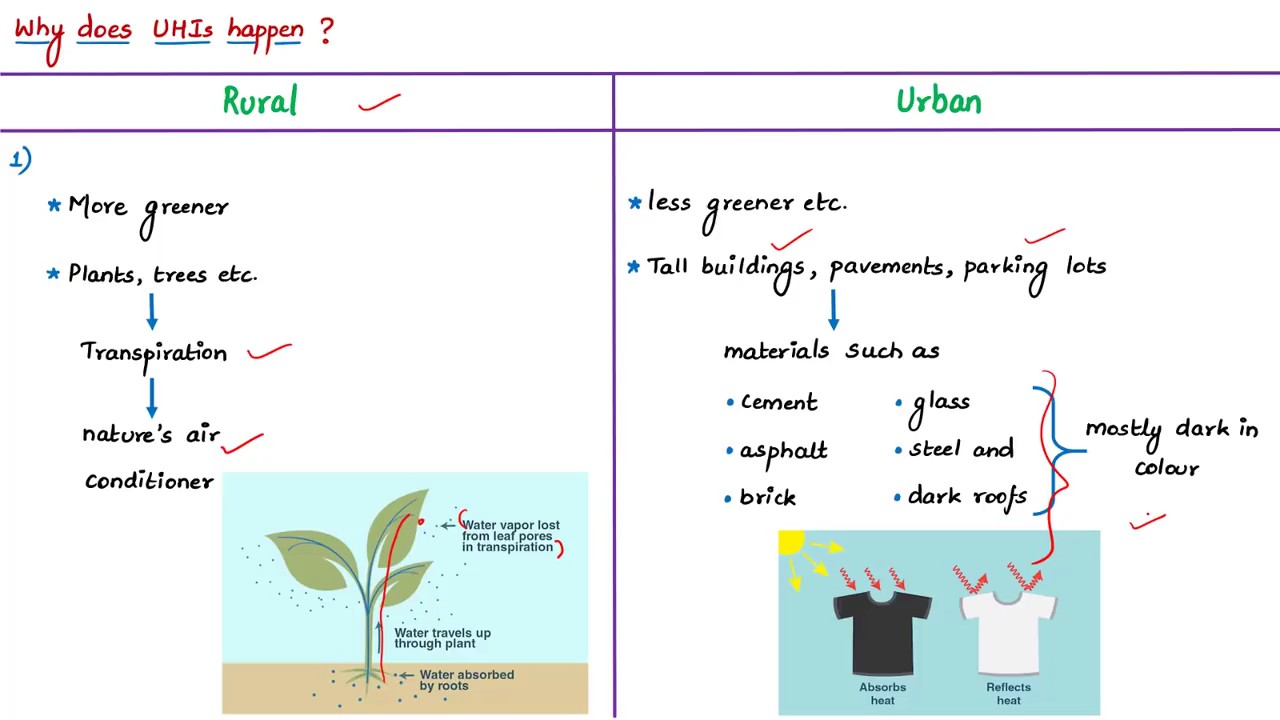 Why does UHIs happen ?
Rural
Urban
1)
* More greener
* Plants, trees etc.
Transpiration
nature's air
conditioner
Water vapor lost
from leaf pores
in transpiration
Water travels up
through plant
Water absorbed
by roots
* less greener etc.
* Tall buildings, pavements, parking lots
materials such as
• cement
• glass
• asphalt
• steel and
• brick
• dark roofs
mostly dark in
colour
Absorbs
heat
Reflects
heat